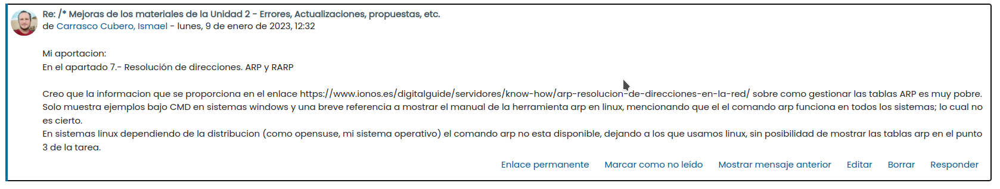 Re: /* Mejoras de los materiales de la Unidad 2 - Errores, Actualizaciones, propuestas, etc.
de Carrasco Cubero, Ismael - lunes, 9 de enero de 2023, 12:32
Mi aportacion:
En el apartado 7.- Resolución de direcciones. ARP y RARP
Creo que la informacion que se proporciona en el enlace https://www.ionos.es/digitalguide/servidores/know-how/arp-resolucion-de-direcciones-en-la-red/ sobre como gestionar las tablas ARP es muy pobre.
Solo muestra ejemplos bajo CMD en sistemas windows y una breve referencia a mostrar el manual de la herramienta arp en linux, mencionando que el el comando arp funciona en todos los sistemas; lo cual no
es cierto.
En sistemas linux dependiendo de la distribucion (como opensuse, mi sistema operativo) el comando arp no esta disponible, dejando a los que usamos linux, sin posibilidad de mostrar las tablas arp en el punto
3 de la tarea.
Enlace permanente Marcar como no leído Mostrar mensaje anterior Editar Borrar Responder